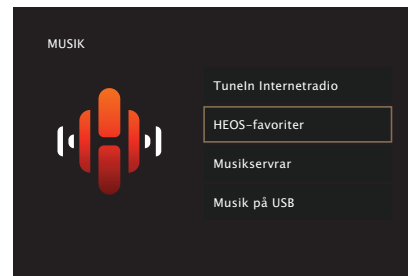 MUSIK
TuneIn Internetradio
HEOS-favoriter
Musikservrar
Musik på USB